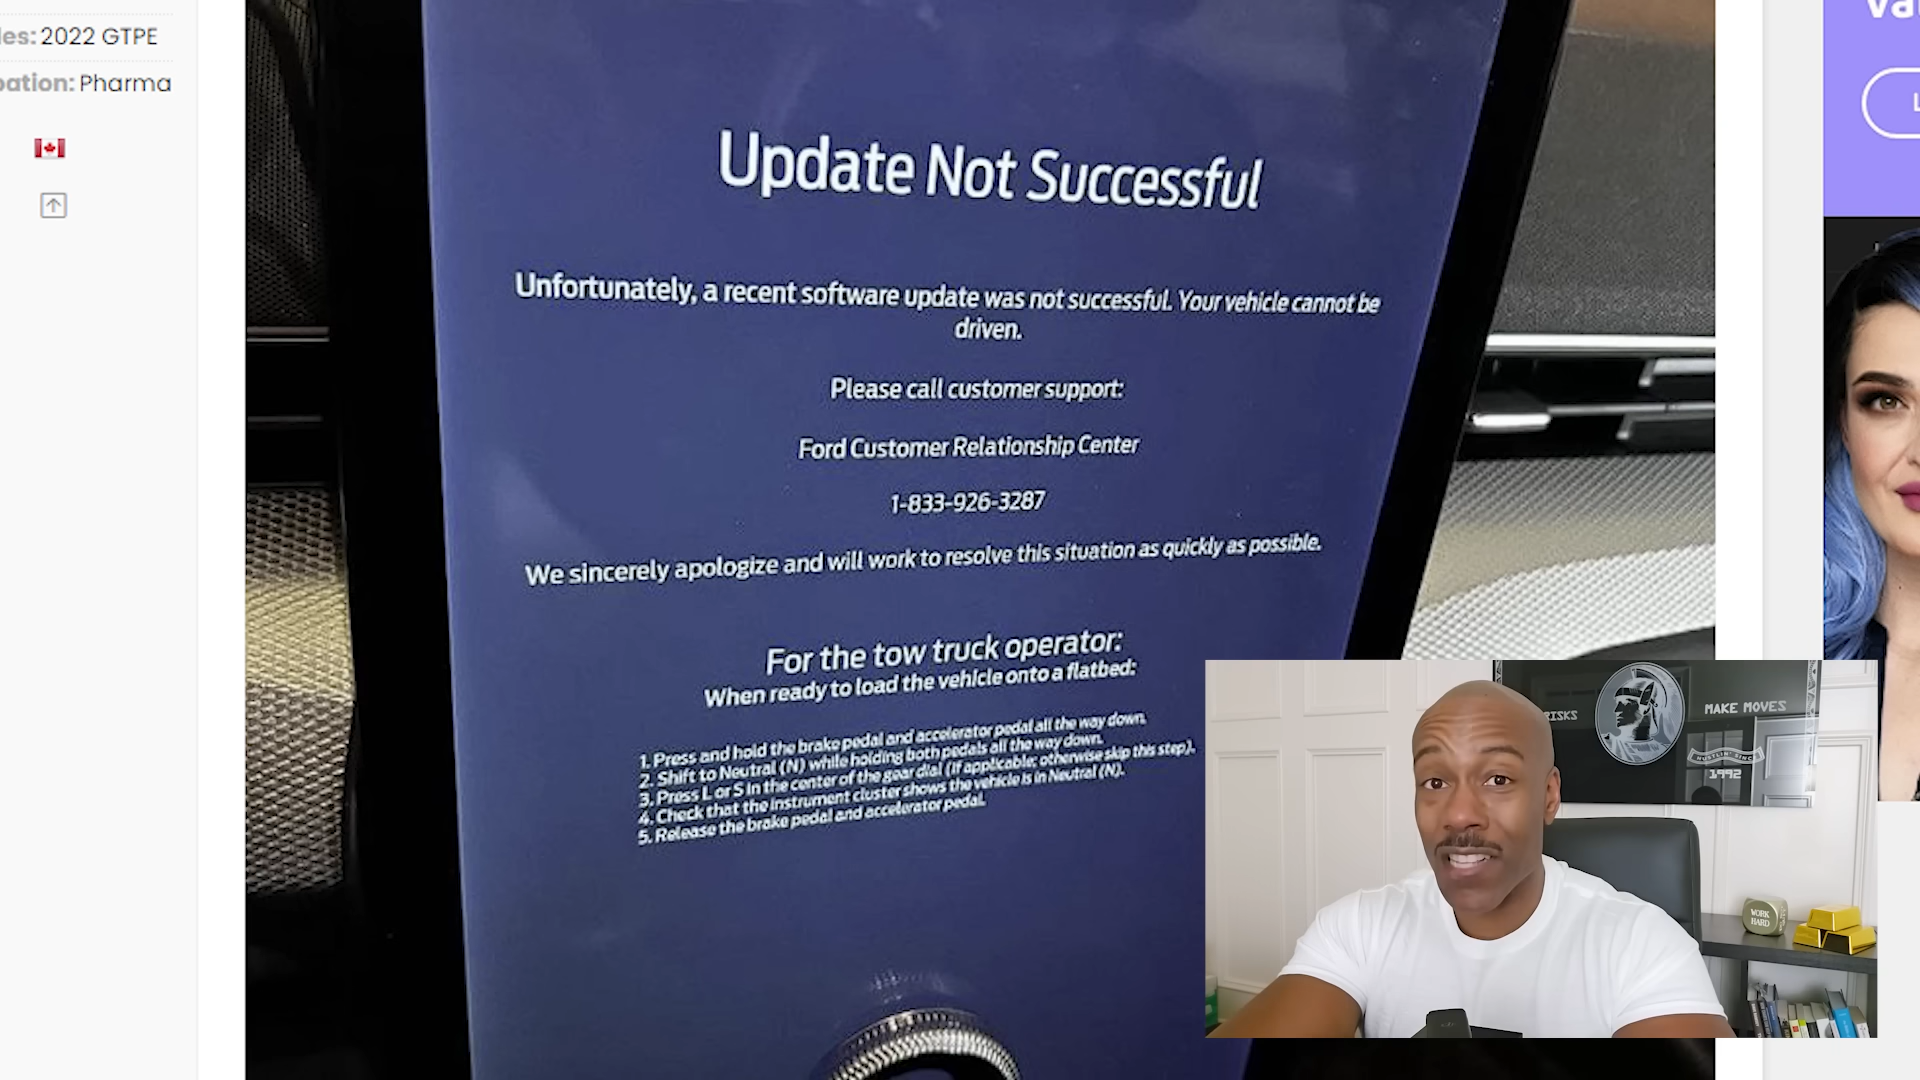 les: 2022 GTPE
pation: Pharma
Update Not Successful
Unfortunately, a recent software update was not successful. Your vehicle cannot be
driven.
Please call customer support:
Ford Customer Relationship Center
1-833-926-3287
We sincerely apologize and will work to resolve this situation as quickly as possible.
For the tow truck operator:
When ready to load the vehicle onto a flatbed:
1. Press and hold the brake pedal and accelerator pedal all the way down.
2. Shift to Neutral (N) while holding both pedals all the way down.
3. Press L or S in the center of the gear dial (if applicable; otherwise skip this step).
4. Check that the instrument cluster shows the vehicle is in Neutral (N).
5. Release the brake pedal and accelerator pedal.
RISKS
MAKE MOVES
HUSTLIN' SINCE
1992
WORK
HARD